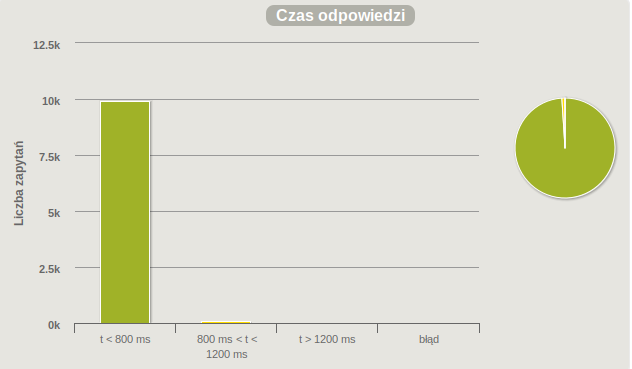 Czas odpowiedzi
12.5k
10k
7.5k
5k
2.5k
0k
Liczba zapytań
t < 800 ms
800 ms < t <
1200 ms
t > 1200 ms
błąd